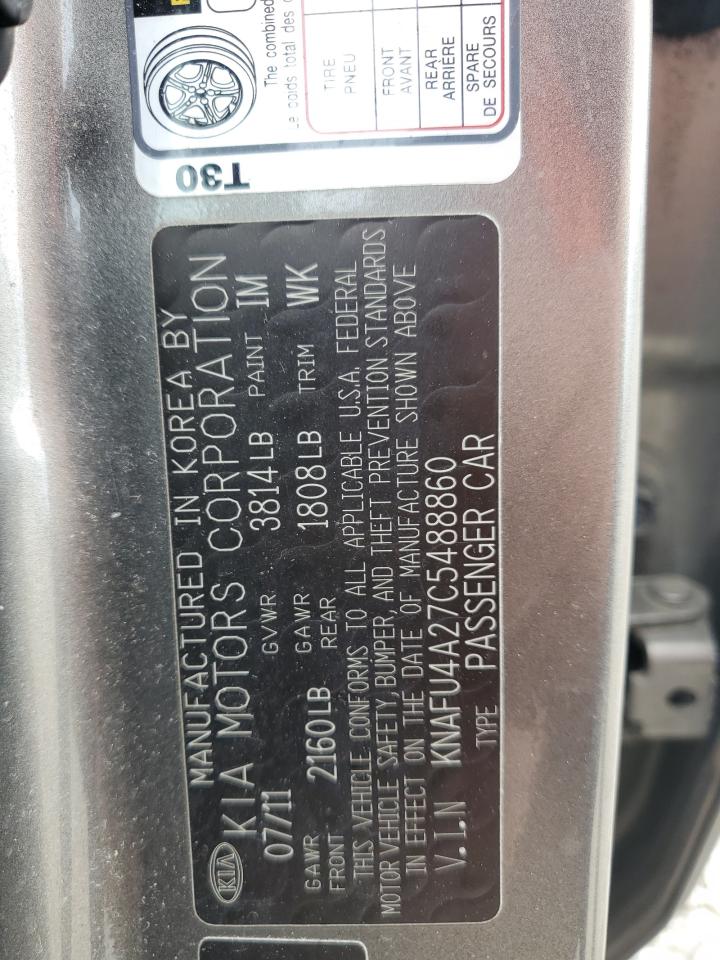 MANUFACTURED IN KOREA BY
KIA KIA MOTORS CORPORATION
07/11 GVWR 3814LB PAINT IM
GAWR FRONT 2160LB GAWR REAR 1808LB TRIM WK
THIS VEHICLE CONFORMS TO ALL APPLICABLE U.S.A. FEDERAL
MOTOR VEHICLE SAFETY, BUMPER, AND THEFT PREVENTION STANDARDS
IN EFFECT ON THE DATE OF MANUFACTURE SHOWN ABOVE
V.I.N KNAFU4A27C5488860
TYPE PASSENGER CAR
T30
The combined
Le poids total des
TIRE
PNEU
FRONT
AVANT
REAR
ARRIÈRE
SPARE
DE SECOURS